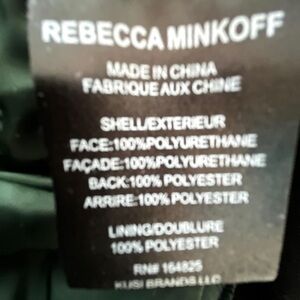 REBECCA MINKOFF
MADE IN CHINA
FABRIQUE AUX CHINE
SHELL/EXTERIEUR
FACE:100%POLYURETHANE
FAÇADE:100%POLYURETHANE
BACK:100% POLYESTER
ARRIRE:100% POLYESTER
LINING/DOUBLURE
100% POLYESTER
RN# 164825
KUSI BRANDS LLC